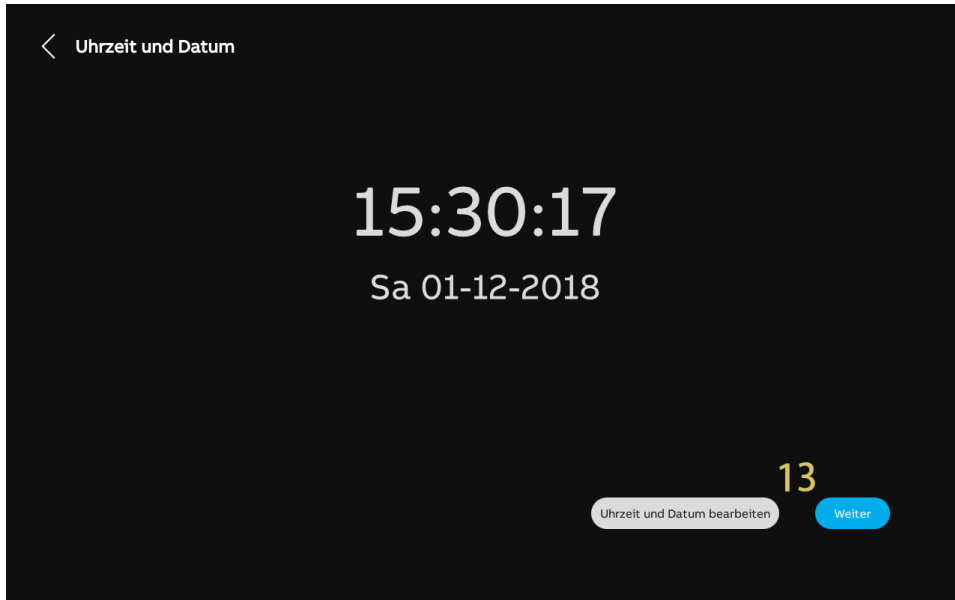 Uhrzeit und Datum
15:30:17
Sa 01-12-2018
13
Uhrzeit und Datum bearbeiten
Weiter